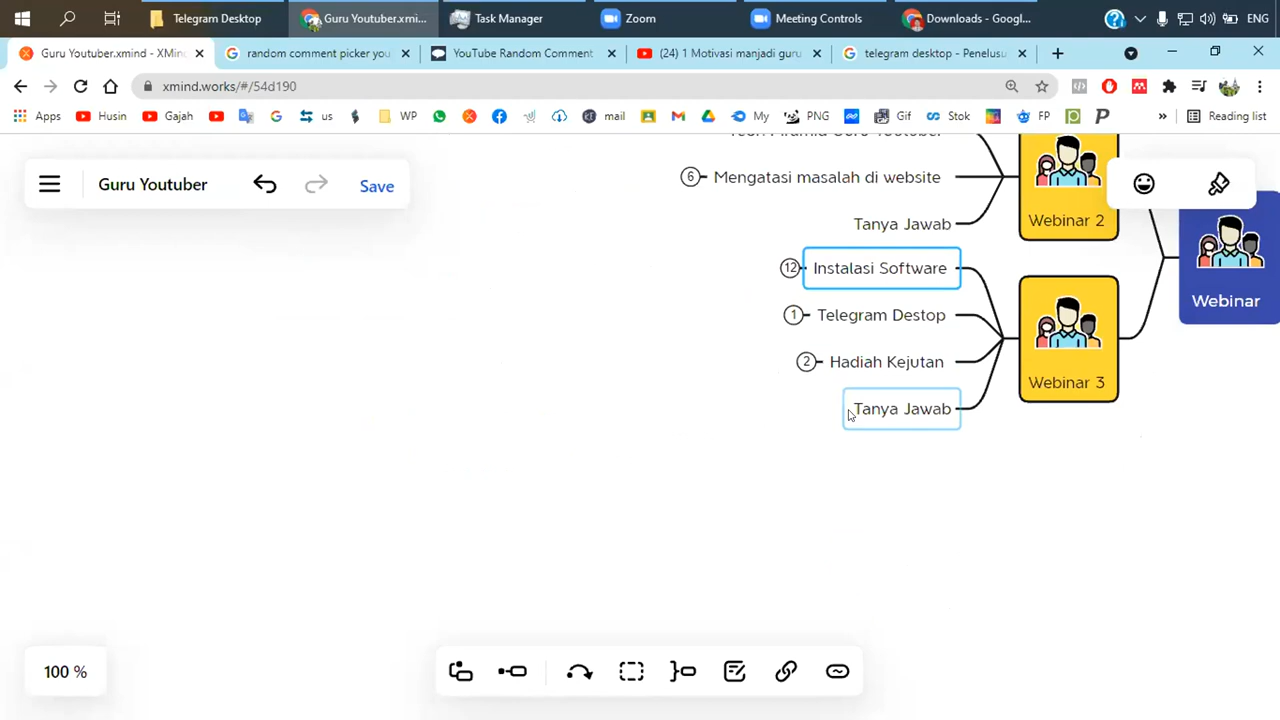 Telegram Desktop
Guru Youtuber.xmi...
Task Manager
Zoom
Meeting Controls
Downloads - Googl...
ENG
Guru Youtuber.xmind - XMin
random comment picker you
YouTube Random Comment
(24) 1 Motivasi manjadi guru
telegram desktop - Penelus
xmind.works/#/54d190
Apps
Husin
Gajah
us
WP
mail
My
PNG
Gif
Stok
FP
Reading list
Guru Youtuber
Save
6
Mengatasi masalah di website
Tanya Jawab
Webinar 2
12
Instalasi Software
1
Telegram Destop
2
Hadiah Kejutan
Tanya Jawab
Webinar 3
Webinar
100 %